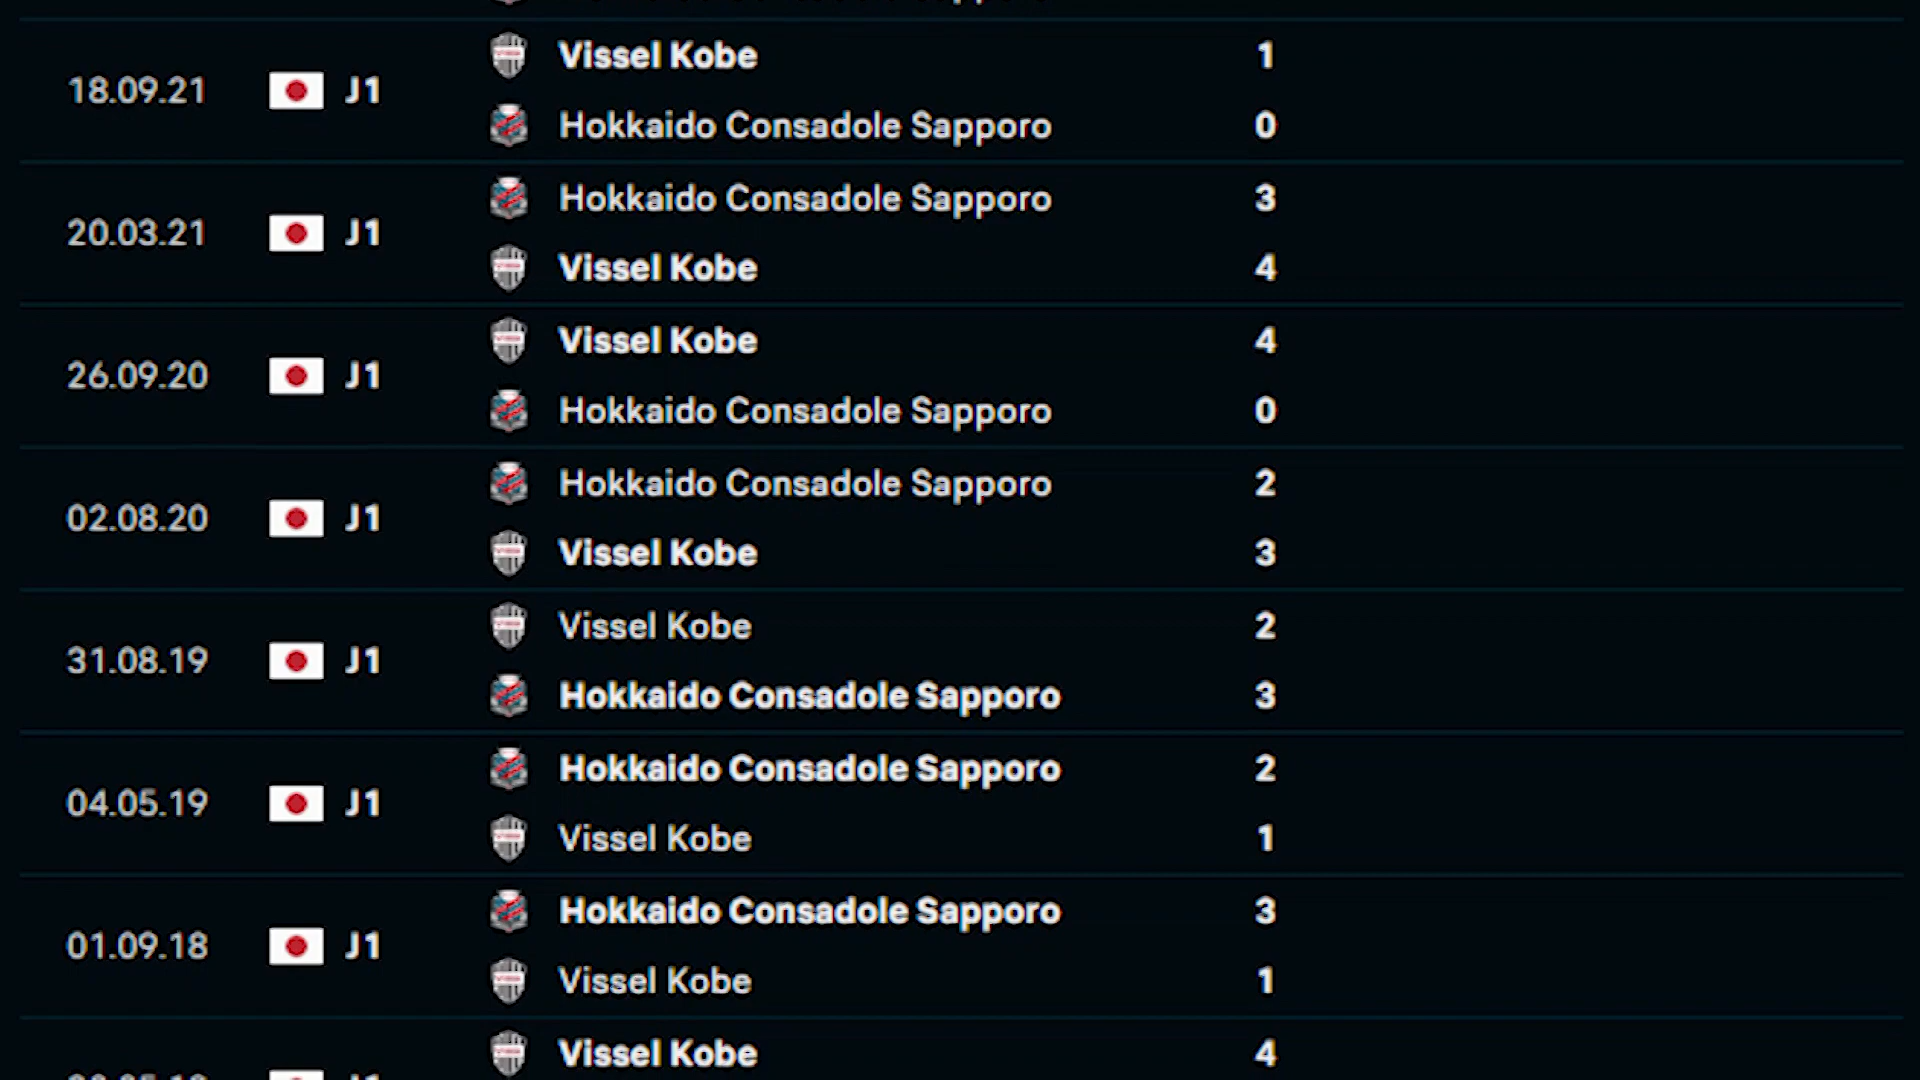 Vissel Kobe 1
18.09.21 J1
Hokkaido Consadole Sapporo 0
Hokkaido Consadole Sapporo 3
20.03.21 J1
Vissel Kobe 4
Vissel Kobe 4
26.09.20 J1
Hokkaido Consadole Sapporo 0
Hokkaido Consadole Sapporo 2
02.08.20 J1
Vissel Kobe 3
Vissel Kobe 2
31.08.19 J1
Hokkaido Consadole Sapporo 3
Hokkaido Consadole Sapporo 2
04.05.19 J1
Vissel Kobe 1
Hokkaido Consadole Sapporo 3
01.09.18 J1
Vissel Kobe 1
Vissel Kobe 4